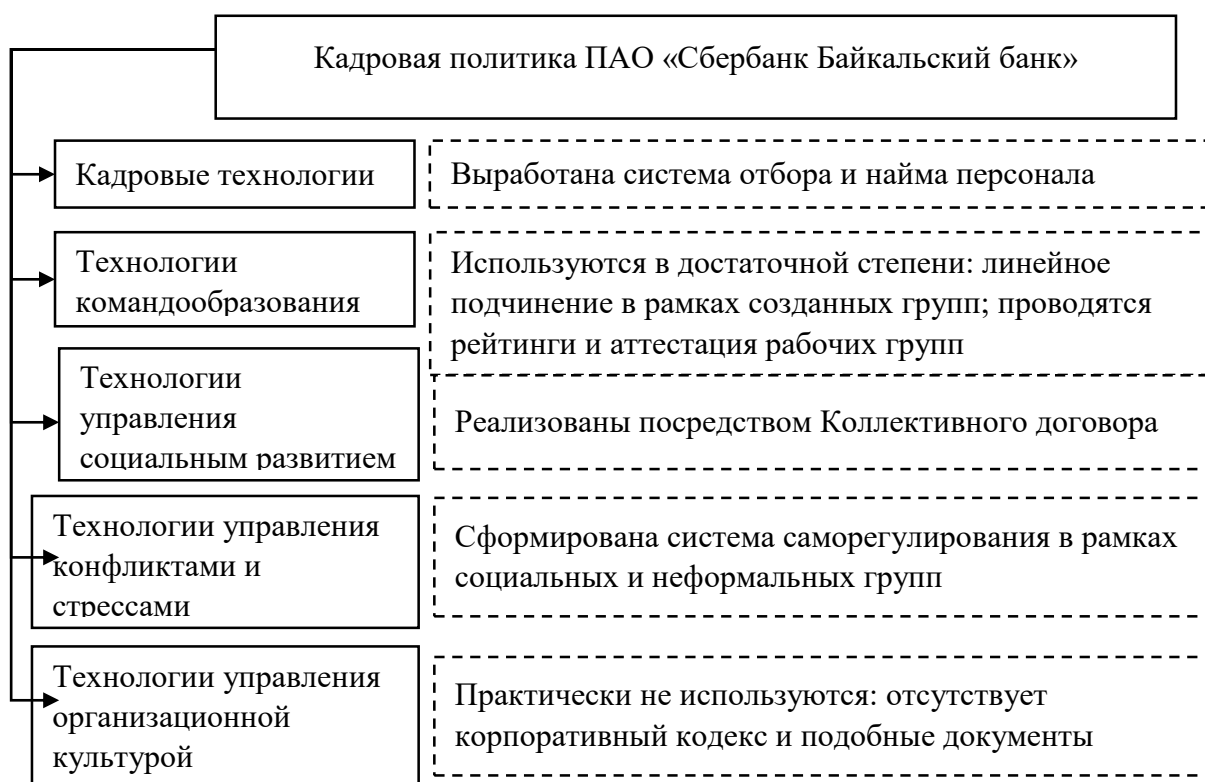 Кадровая политика ПАО «Сбербанк Байкальский банк»
Кадровые технологии
Выработана система отбора и найма персонала
Технологии
командообразования
Используются в достаточной степени: линейное
подчинение в рамках созданных групп; проводятся
рейтинги и аттестация рабочих групп
Технологии
управления
социальным развитием
Реализованы посредством Коллективного договора
Технологии управления
конфликтами и
стрессами
Сформирована система саморегулирования в рамках
социальных и неформальных групп
Технологии управления
организационной
культурой
Практически не используются: отсутствует
корпоративный кодекс и подобные документы